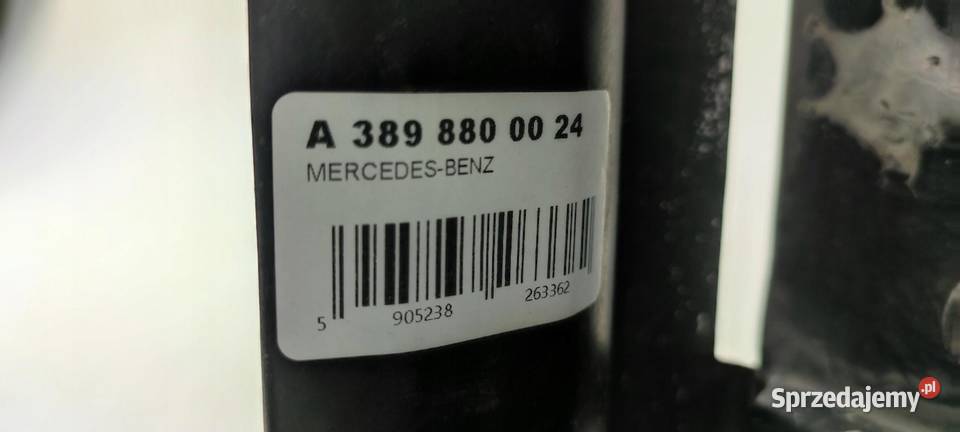 A 389 880 00 24
MERCEDES-BENZ
5 905238 263362
Sprzedajemy.pl